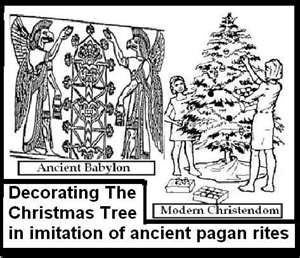 Ancient Babylon
Decorating The
Christmas Tree
Modern Christendom
in imitation of ancient pagan rites